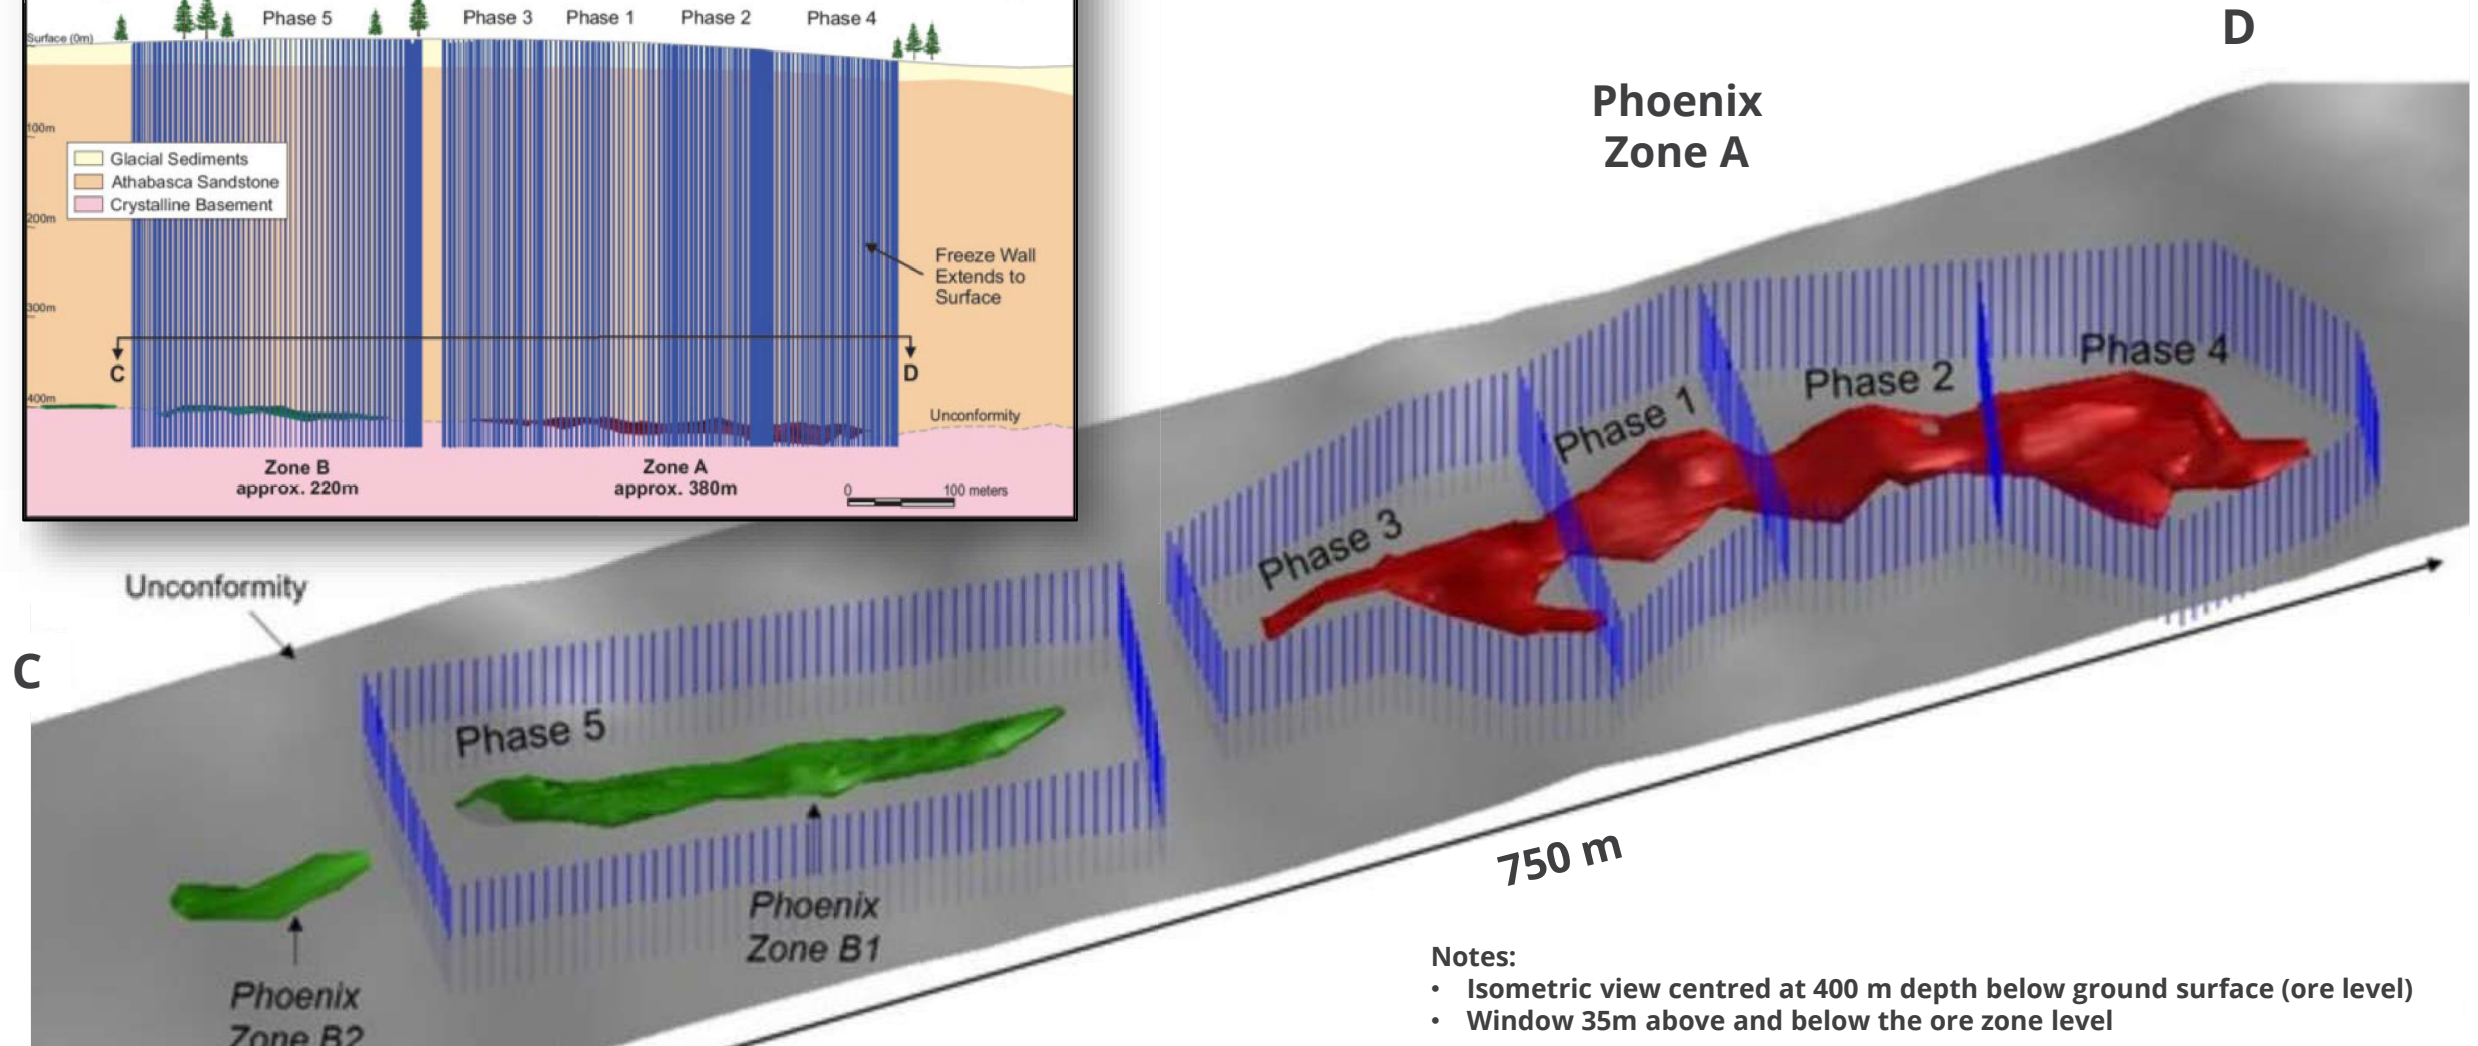 Phase 5
Phase 3
Phase 1
Phase 2
Phase 4
Surface (0m)
100m
Glacial Sediments
Athabasca Sandstone
Crystalline Basement
200m
Freeze Wall
Extends to
Surface
300m
C
D
400m
Unconformity
Zone B
approx. 220m
Zone A
approx. 380m
0
100 meters
D
Phoenix
Zone A
Phase 4
Phase 2
Phase 1
Phase 3
Unconformity
C
Phase 5
750 m
Phoenix
Zone B1
Phoenix
Zone B2
Notes:
• Isometric view centred at 400 m depth below ground surface (ore level)
• Window 35m above and below the ore zone level